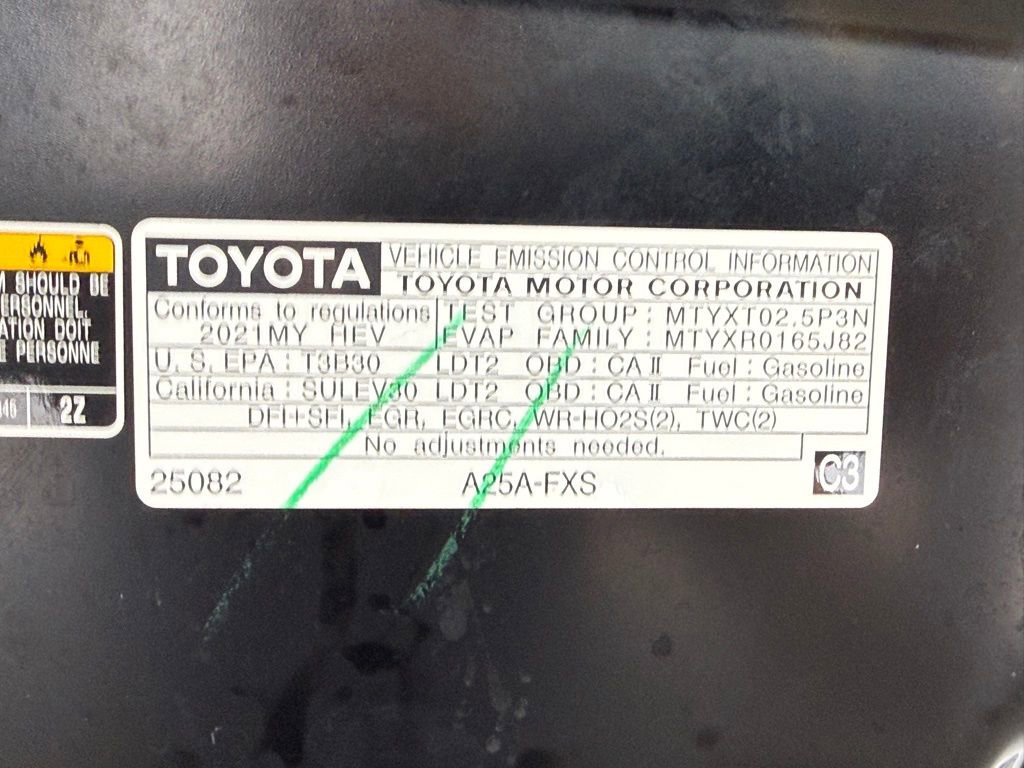 M SHOULD BE
ERSONNEL.
ATION DOIT
E PERSONNE
2Z
TOYOTA
VEHICLE EMISSION CONTROL INFORMATION
TOYOTA MOTOR CORPORATION
Conforms to regulations
2021MY HEV
TEST GROUP : MTYXT02.5P3N
EVAP FAMILY : MTYXR0165J82
U. S. EPA : T3B30 LDT2 OBD : CA II Fuel : Gasoline
California : SULEV30 LDT2 OBD : CA II Fuel : Gasoline
DFI+SFI, EGR, EGRC, WR-HO2S(2), TWC(2)
No adjustments needed.
25082 A25A-FXS C3